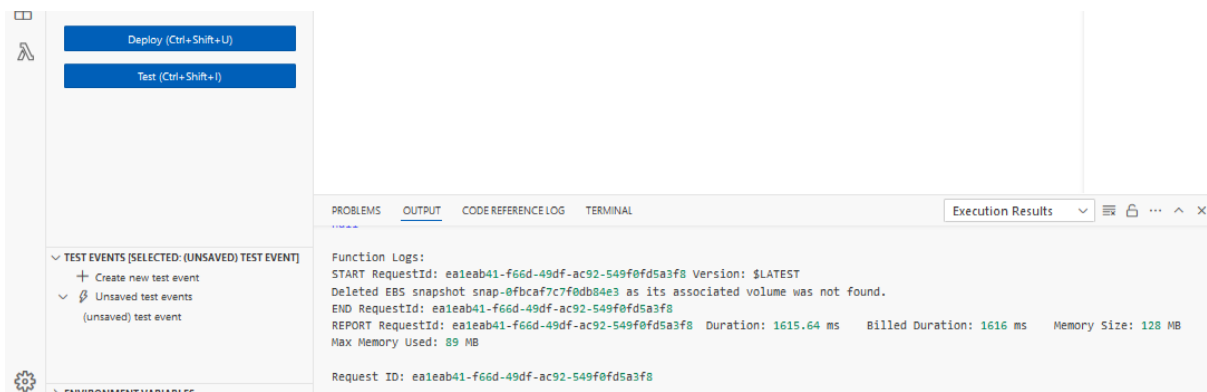 Deploy (Ctrl+Shift+U)
Test (Ctrl+Shift+I)
PROBLEMS OUTPUT CODE REFERENCE LOG TERMINAL
Execution Results
TEST EVENTS [SELECTED: (UNSAVED) TEST EVENT]
Create new test event
Unsaved test events
(unsaved) test event
Function Logs:
START RequestId: ea1eab41-f66d-49df-ac92-549f0fd5a3f8 Version: $LATEST
Deleted EBS snapshot snap-0fbcaf7c7f0db84e3 as its associated volume was not found.
END RequestId: ea1eab41-f66d-49df-ac92-549f0fd5a3f8
REPORT RequestId: ea1eab41-f66d-49df-ac92-549f0fd5a3f8 Duration: 1615.64 ms Billed Duration: 1616 ms Memory Size: 128 MB
Max Memory Used: 89 MB
Request ID: ea1eab41-f66d-49df-ac92-549f0fd5a3f8
ENVIRONMENT VARIABLES